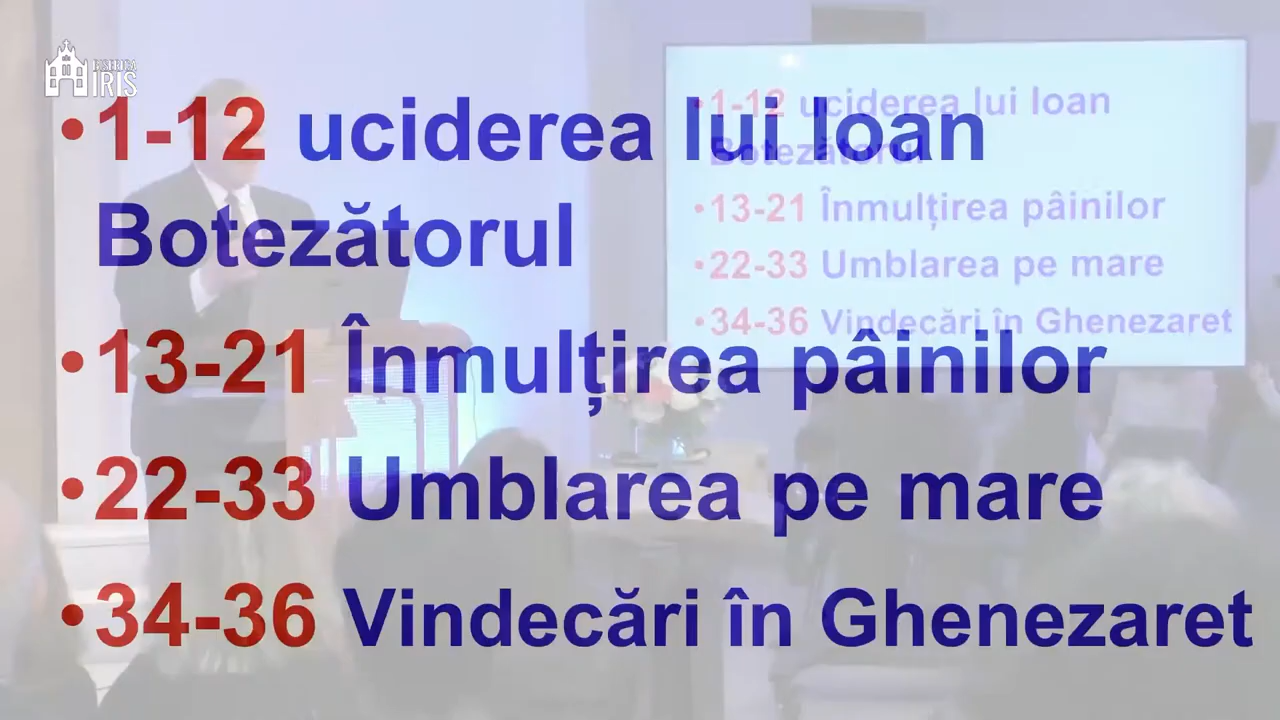 BISERICA
IRIS
•1-12 uciderea lui Ioan
Botezătorul
•13-21 Înmulțirea pâinilor
•22-33 Umblarea pe mare
•34-36 Vindecări în Ghenezaret
•1-12 uciderea lui Ioan
Botezătorul
•13-21 Înmulțirea pâinilor
•22-33 Umblarea pe mare
•34-36 Vindecări în Ghenezaret